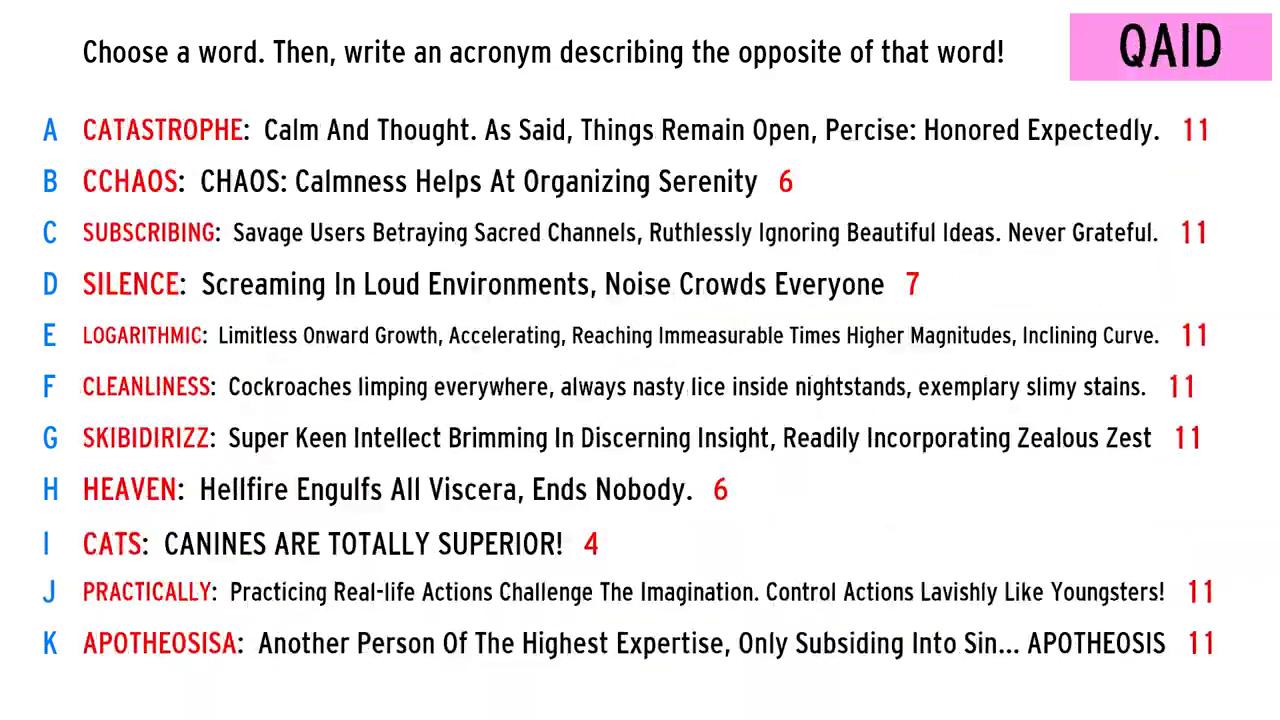 Choose a word. Then, write an acronym describing the opposite of that word!
QAID
A CATASTROPHE: Calm And Thought. As Said, Things Remain Open, Percise: Honored Expectedly. 11
B CCHAOS: CHAOS: Calmness Helps At Organizing Serenity 6
C SUBSCRIBING: Savage Users Betraying Sacred Channels, Ruthlessly Ignoring Beautiful Ideas. Never Grateful. 11
D SILENCE: Screaming In Loud Environments, Noise Crowds Everyone 7
E LOGARITHMIC: Limitless Onward Growth, Accelerating, Reaching Immeasurable Times Higher Magnitudes, Inclining Curve. 11
F CLEANLINESS: Cockroaches limping everywhere, always nasty lice inside nightstands, exemplary slimy stains. 11
G SKIBIDIRIZZ: Super Keen Intellect Brimming In Discerning Insight, Readily Incorporating Zealous Zest 11
H HEAVEN: Hellfire Engulfs All Viscera, Ends Nobody. 6
I CATS: CANINES ARE TOTALLY SUPERIOR! 4
J PRACTICALLY: Practicing Real-life Actions Challenge The Imagination. Control Actions Lavishly Like Youngsters! 11
K APOTHEOSISA: Another Person Of The Highest Expertise, Only Subsiding Into Sin... APOTHEOSIS 11